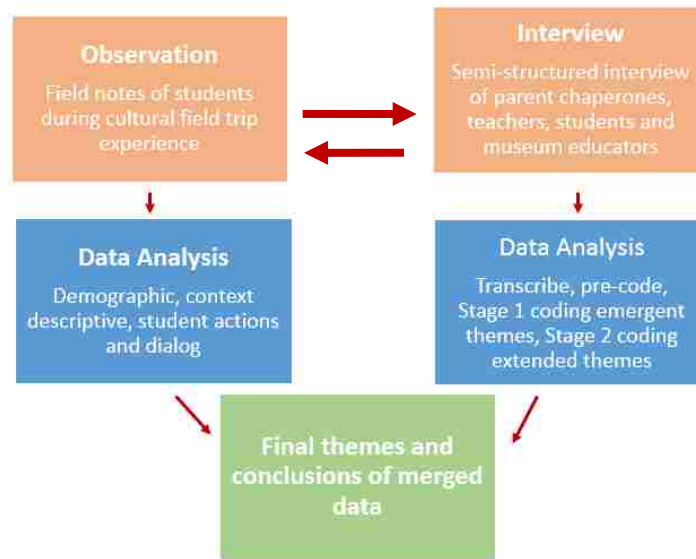 Observation
Field notes of students
during cultural field trip
experience
Interview
Semi-structured interview
of parent chaperones,
teachers, students and
museum educators
Data Analysis
Demographic, context
descriptive, student actions
and dialog
Data Analysis
Transcribe, pre-code,
Stage 1 coding emergent
themes, Stage 2 coding
extended themes
Final themes and
conclusions of merged
data